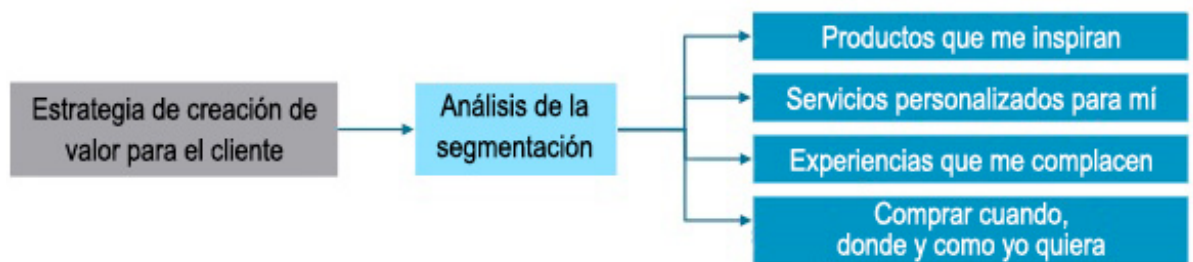 Estrategia de creación de
valor para el cliente
Análisis de la
segmentación
Productos que me inspiran
Servicios personalizados para mí
Experiencias que me complacen
Comprar cuando,
donde y como yo quiera